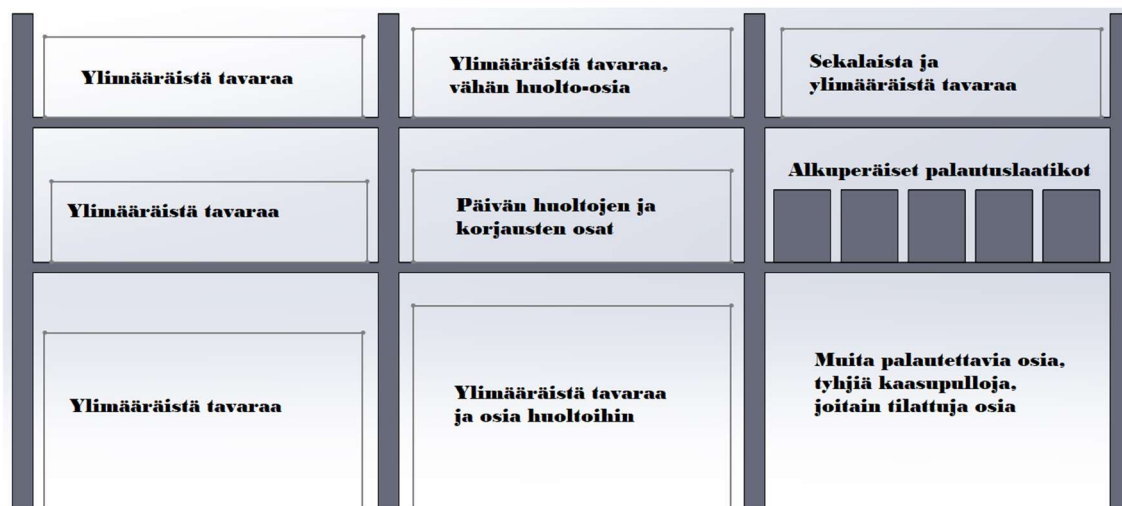 Ylimääräistä tavaraa
Ylimääräistä tavaraa,
vähän huolto-osia
Sekalaista ja
ylimääräistä tavaraa
Ylimääräistä tavaraa
Päivän huoltojen ja
korjausten osat
Alkuperäiset palautuslaatikot
Ylimääräistä tavaraa
Ylimääräistä tavaraa
ja osia huoltoihin
Muita palautettavia osia,
tyhjiä kaasupulloja,
joitain tilattuja osia